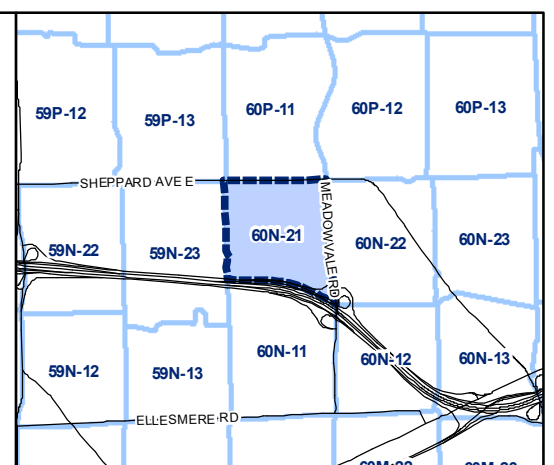 59P-12
59P-13
60P-11
60P-12
60P-13
SHEPPARD AVE E
MEADOWVALE RD
59N-22
59N-23
60N-21
60N-22
60N-23
59N-12
59N-13
60N-11
60N-12
60N-13
ELLESMERE RD